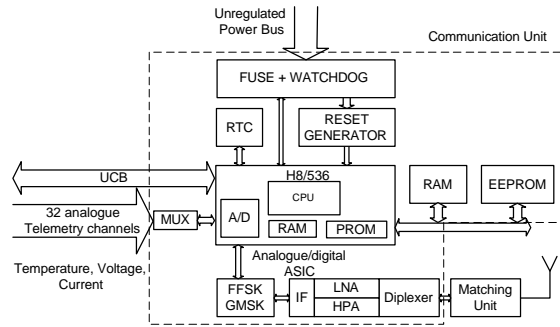 Unregulated
Power Bus
Communication Unit
FUSE + WATCHDOG
RTC
RESET
GENERATOR
H8/536
UCB
CPU
RAM
EEPROM
32 analogue
Telemetry channels
MUX
A/D
RAM
PROM
Temperature, Voltage,
Current
Analogue/digital
ASIC
FFSK
GMSK
IF
LNA
HPA
Diplexer
Matching
Unit